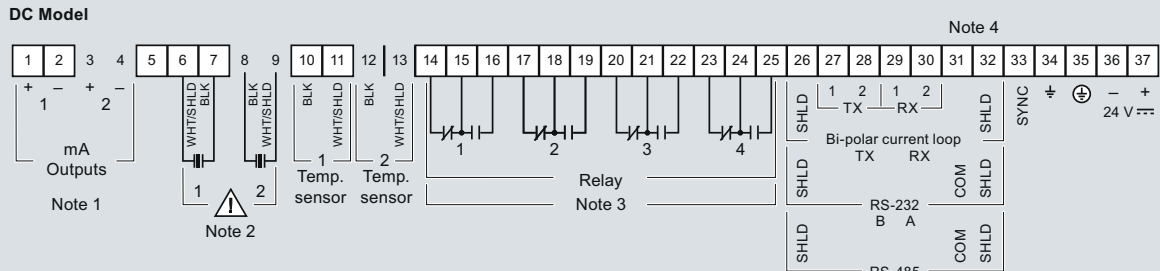 DC Model
Note 4
1 2 3 4 5 6 7 8 9 10 11 12 13 14 15 16 17 18 19 20 21 22 23 24 25 26 27 28 29 30 31 32 33 34 35 36 37
+ – + –
1 2
mA
Outputs
Note 1
WHT/SHLD
BLK
BLK
WHT/SHLD
1 2
Note 2
BLK
WHT/SHLD
1
Temp.
sensor
BLK
WHT/SHLD
2
Temp.
sensor
1 2 3 4
Relay
Note 3
SHLD
1 2 1 2
TX RX
SHLD
SYNC
– +
24 V
Bi-polar current loop
SHLD
TX RX
COM
SHLD
RS-232
SHLD
B A
COM
SHLD
RS-485